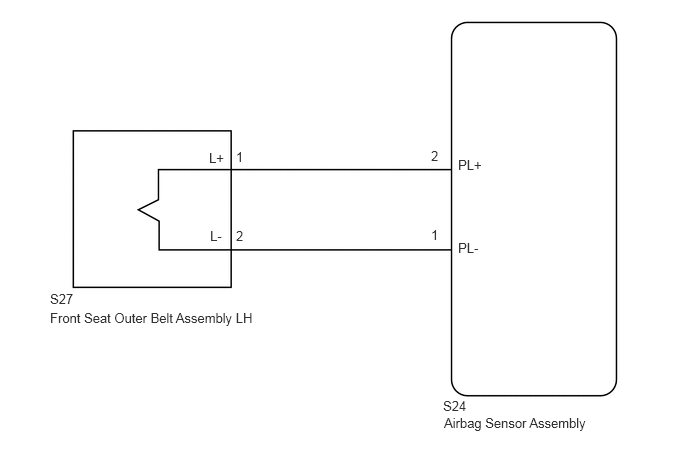 L+ 1
2
PL+
L- 2
1
PL-
S27
Front Seat Outer Belt Assembly LH
S24
Airbag Sensor Assembly